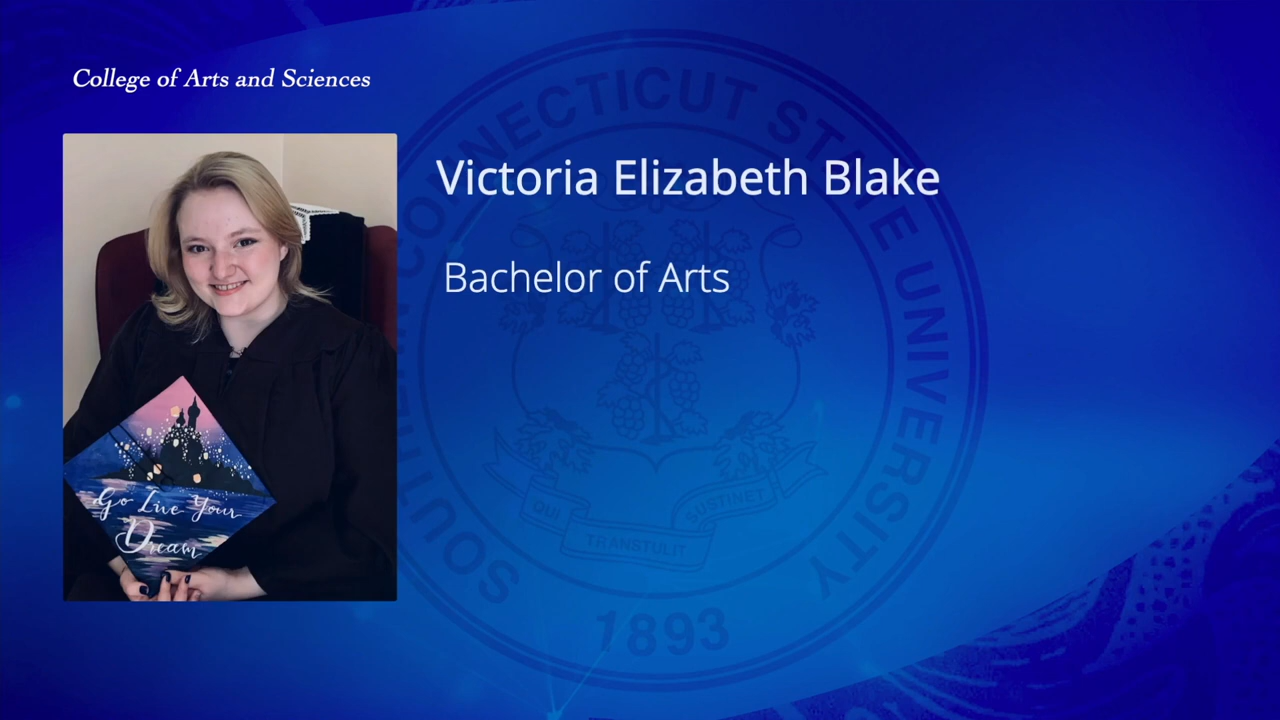 College of Arts and Sciences
Victoria Elizabeth Blake
Bachelor of Arts
Go Live Your
Dream
SOUTHERN CONNECTICUT STATE UNIVERSITY
QUI
TRANSTULIT
SUSTINET
1893